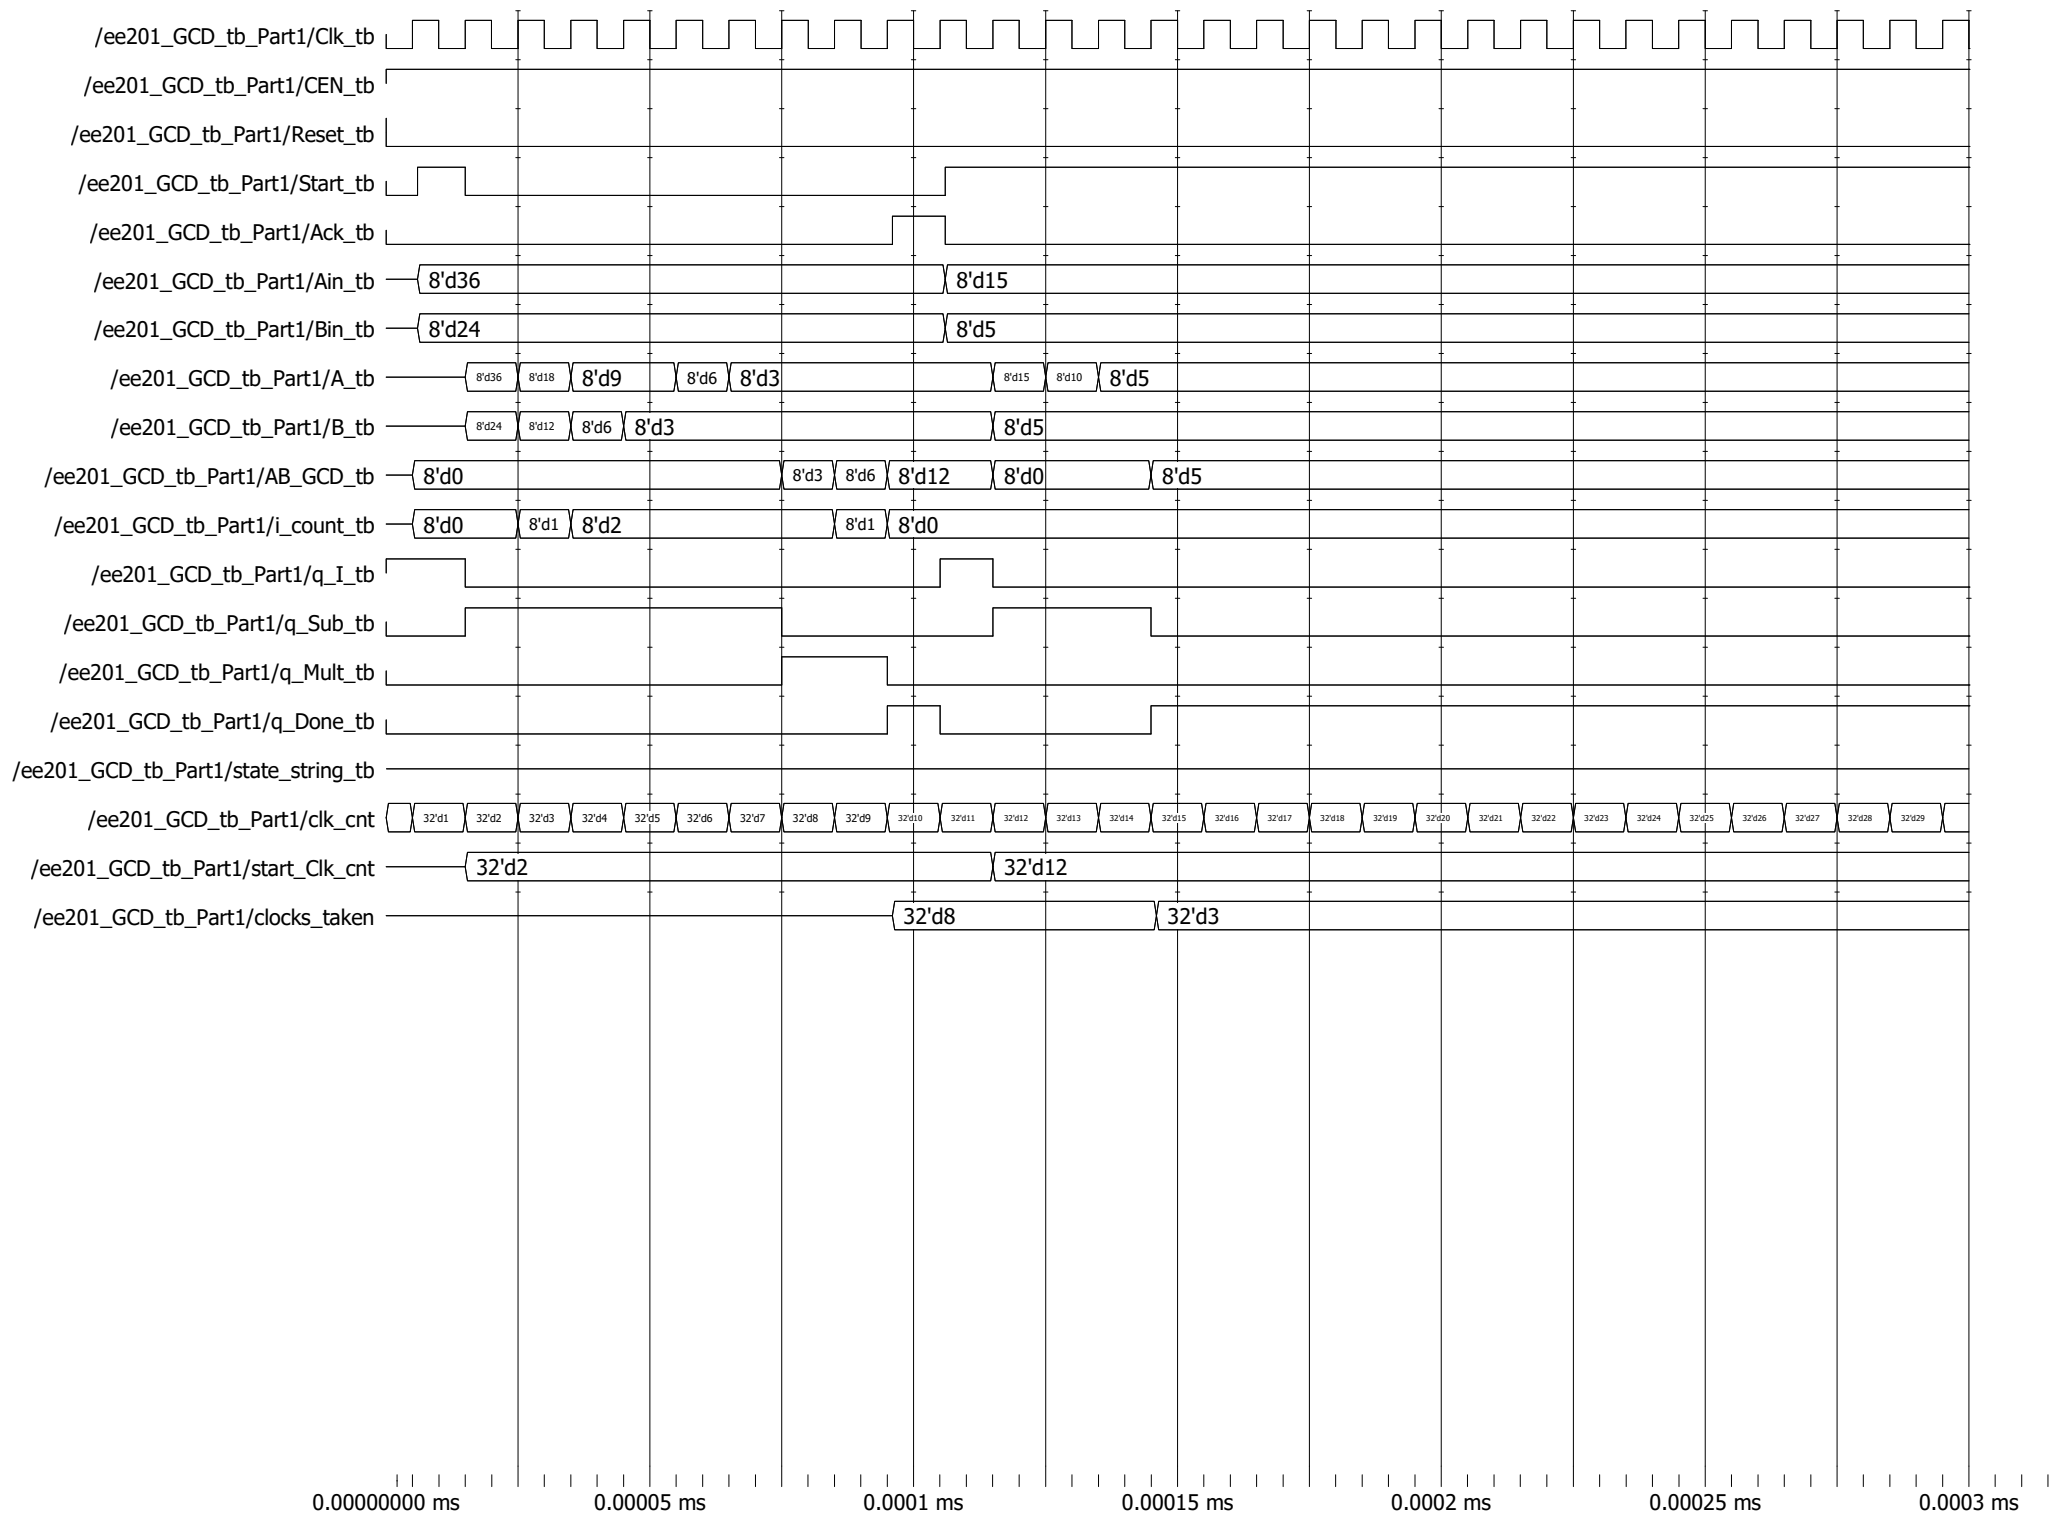 /ee201_GCD_tb_Part1/Clk_tb
/ee201_GCD_tb_Part1/CEN_tb
/ee201_GCD_tb_Part1/Reset_tb
/ee201_GCD_tb_Part1/Start_tb
/ee201_GCD_tb_Part1/Ack_tb
/ee201_GCD_tb_Part1/Ain_tb 8'd36 8'd15
/ee201_GCD_tb_Part1/Bin_tb 8'd24 8'd5
/ee201_GCD_tb_Part1/A_tb 8'd36 8'd18 8'd9 8'd6 8'd3 8'd15 8'd10 8'd5
/ee201_GCD_tb_Part1/B_tb 8'd24 8'd12 8'd6 8'd3 8'd5
/ee201_GCD_tb_Part1/AB_GCD_tb 8'd0 8'd3 8'd6 8'd12 8'd0 8'd5
/ee201_GCD_tb_Part1/i_count_tb 8'd0 8'd1 8'd2 8'd1 8'd0
/ee201_GCD_tb_Part1/q_I_tb
/ee201_GCD_tb_Part1/q_Sub_tb
/ee201_GCD_tb_Part1/q_Mult_tb
/ee201_GCD_tb_Part1/q_Done_tb
/ee201_GCD_tb_Part1/state_string_tb
/ee201_GCD_tb_Part1/clk_cnt 32'd1 32'd2 32'd3 32'd4 32'd5 32'd6 32'd7 32'd8 32'd9 32'd10 32'd11 32'd12 32'd13 32'd14 32'd15 32'd16 32'd17 32'd18 32'd19 32'd20 32'd21 32'd22 32'd23 32'd24 32'd25 32'd26 32'd27 32'd28 32'd29
/ee201_GCD_tb_Part1/start_Clk_cnt 32'd2 32'd12
/ee201_GCD_tb_Part1/clocks_taken 32'd8 32'd3
0.00000000 ms 0.00005 ms 0.0001 ms 0.00015 ms 0.0002 ms 0.00025 ms 0.0003 ms